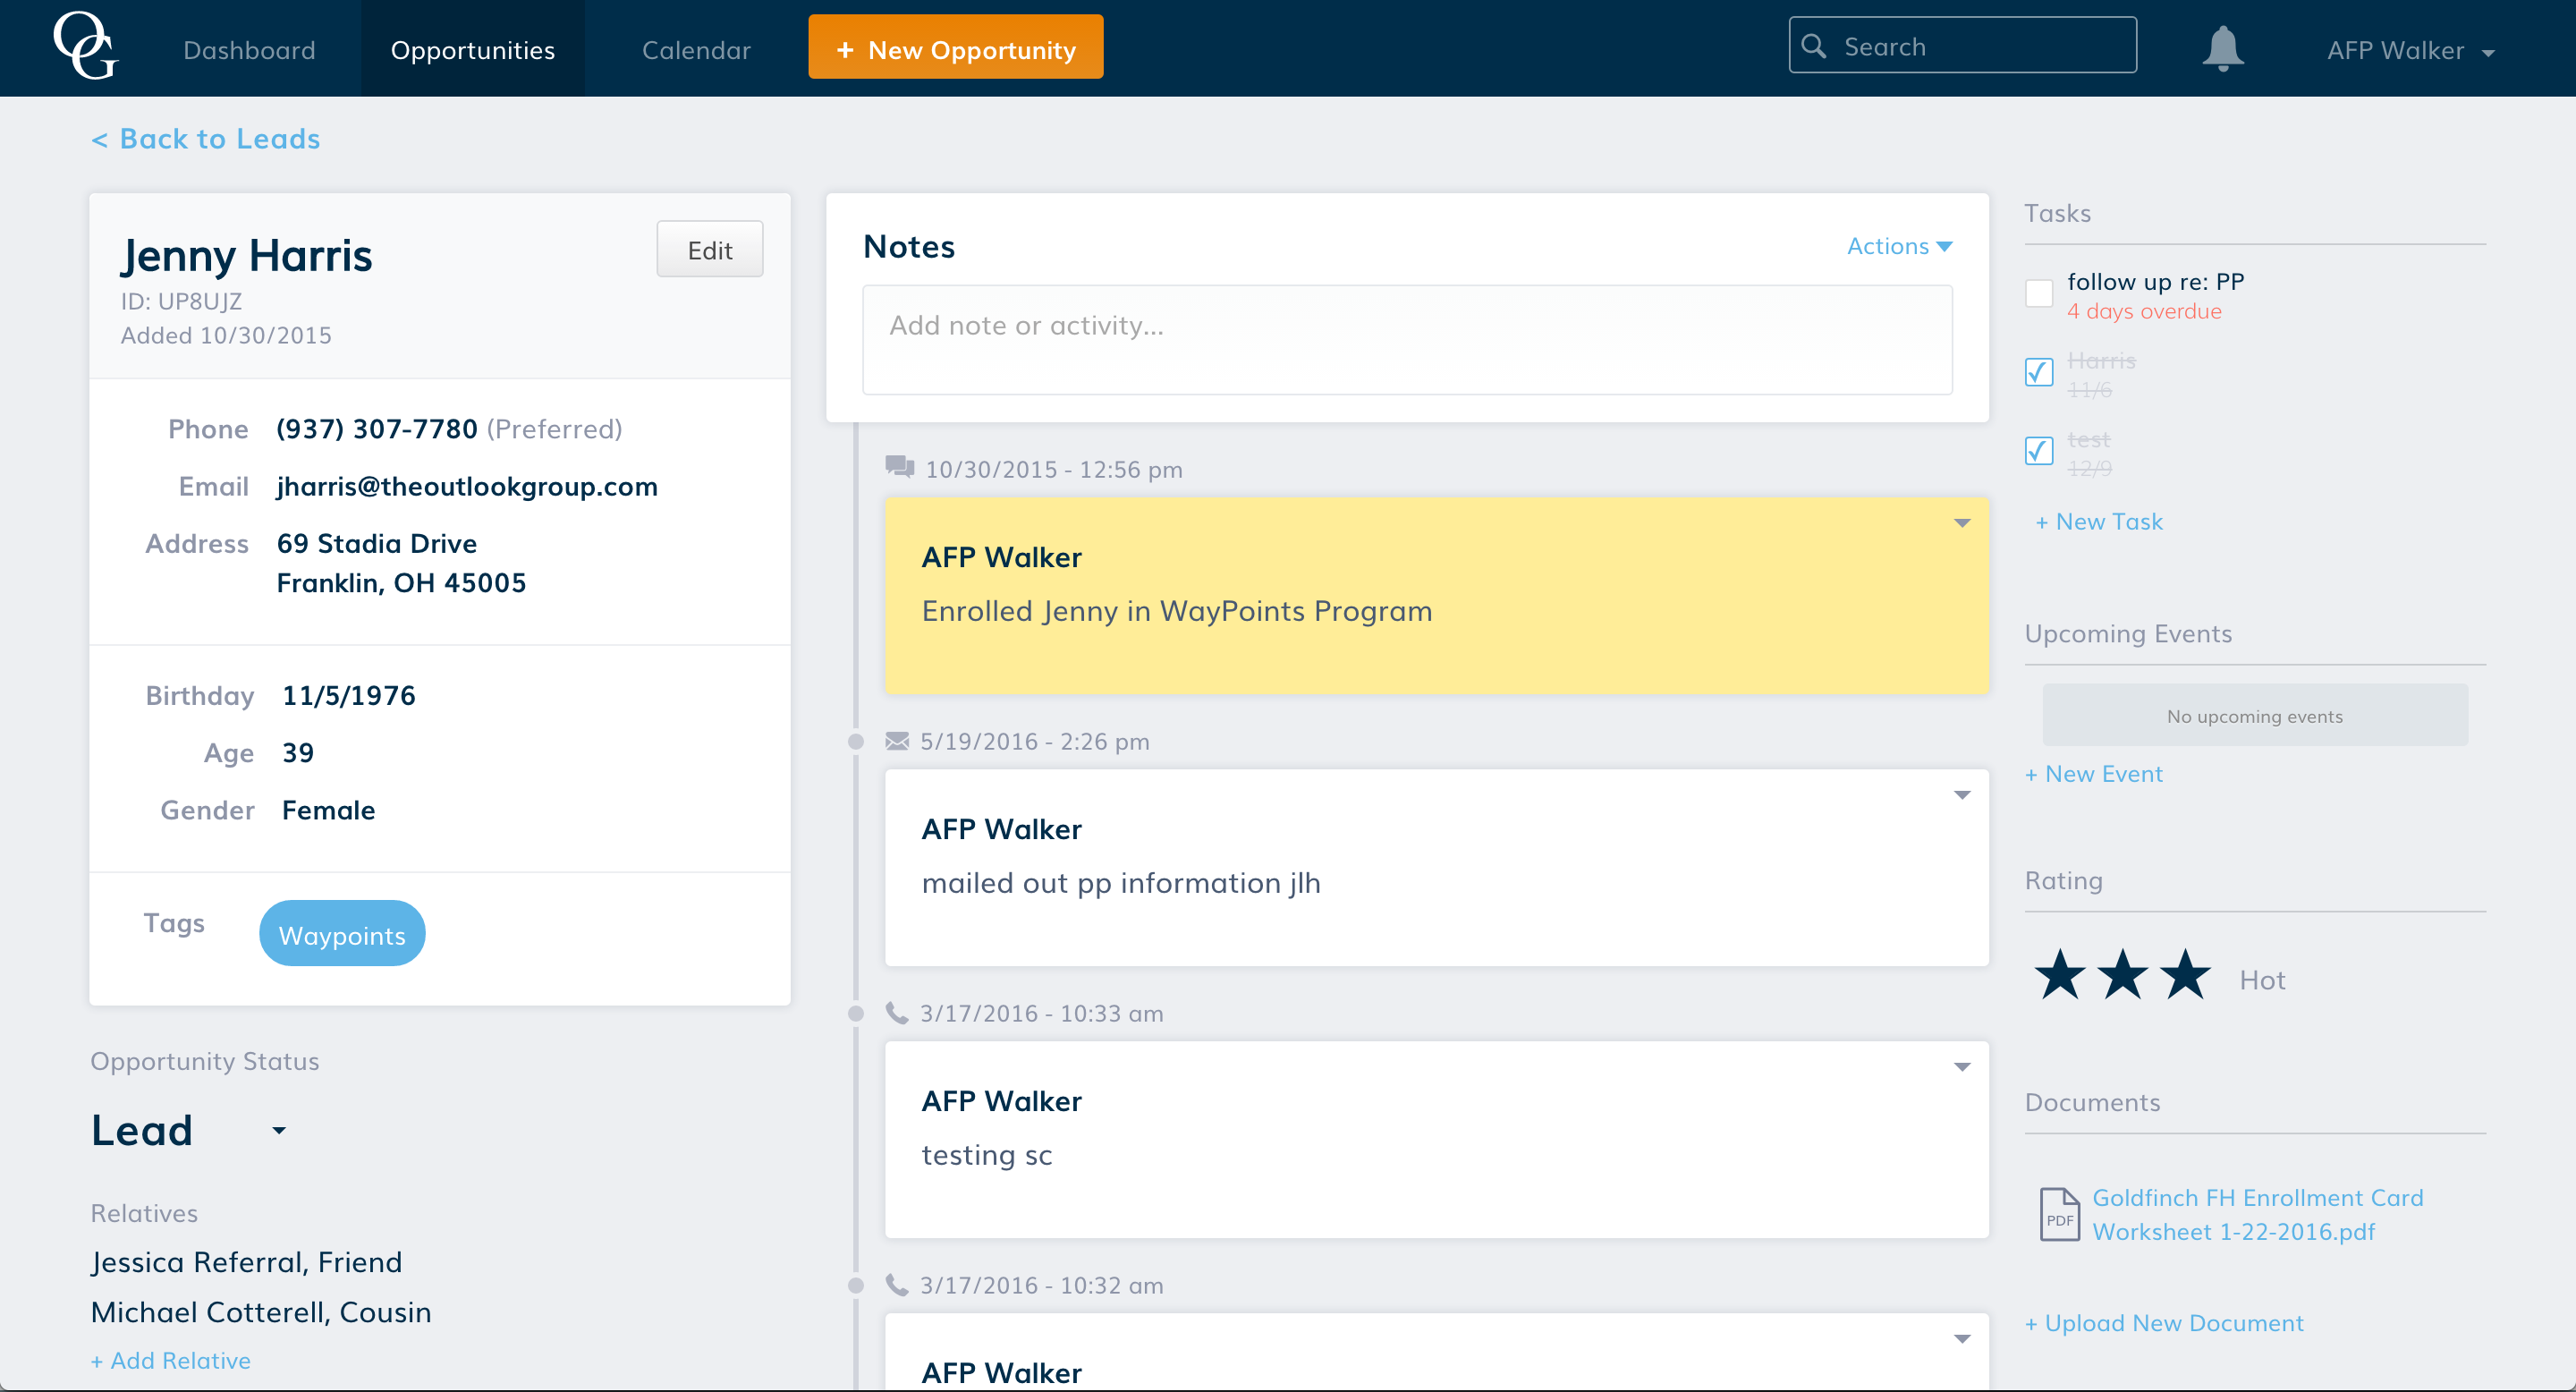 OG
Dashboard
Opportunities
Calendar
+ New Opportunity
Search
AFP Walker
< Back to Leads
Jenny Harris
Edit
ID: UP8UJZ
Added 10/30/2015
Phone (937) 307-7780 (Preferred)
Email jharris@theoutlookgroup.com
Address 69 Stadia Drive
Franklin, OH 45005
Birthday 11/5/1976
Age 39
Gender Female
Tags Waypoints
Opportunity Status
Lead
Relatives
Jessica Referral, Friend
Michael Cotterell, Cousin
+ Add Relative
Notes
Actions
Add note or activity...
10/30/2015 - 12:56 pm
AFP Walker
Enrolled Jenny in WayPoints Program
5/19/2016 - 2:26 pm
AFP Walker
mailed out pp information jlh
3/17/2016 - 10:33 am
AFP Walker
testing sc
3/17/2016 - 10:32 am
AFP Walker
Tasks
follow up re: PP
4 days overdue
Harris
11/6
test
12/9
+ New Task
Upcoming Events
No upcoming events
+ New Event
Rating
Hot
Documents
PDF
Goldfinch FH Enrollment Card
Worksheet 1-22-2016.pdf
+ Upload New Document